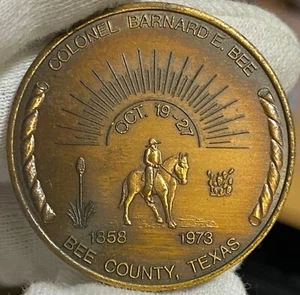 COLONEL BARNARD E. BEE
OCT. 19-27
1858 1973
BEE COUNTY, TEXAS